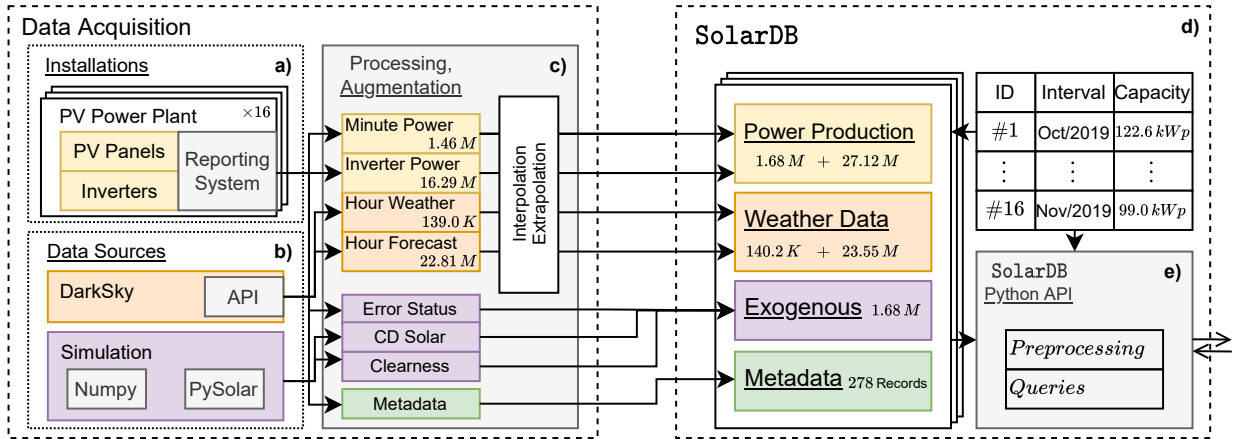 Data Acquisition
Installations
a)
PV Power Plant
×16
PV Panels
Inverters
Reporting
System
Data Sources
b)
DarkSky
API
Simulation
Numpy
PySolar
Processing,
c)
Augmentation
Minute Power
1.46 M
Inverter Power
16.29 M
Hour Weather
139.0 K
Hour Forecast
22.81 M
Interpolation
Extrapolation
Error Status
CD Solar
Clearness
Metadata
SolarDB
d)
Power Production
1.68 M + 27.12 M
Weather Data
140.2 K + 23.55 M
Exogenous 1.68 M
Metadata 278 Records
ID Interval Capacity
#1 Oct/2019 122.6 kWp
⋮ ⋮ ⋮
#16 Nov/2019 99.0 kWp
SolarDB
e)
Python API
Preprocessing
Queries